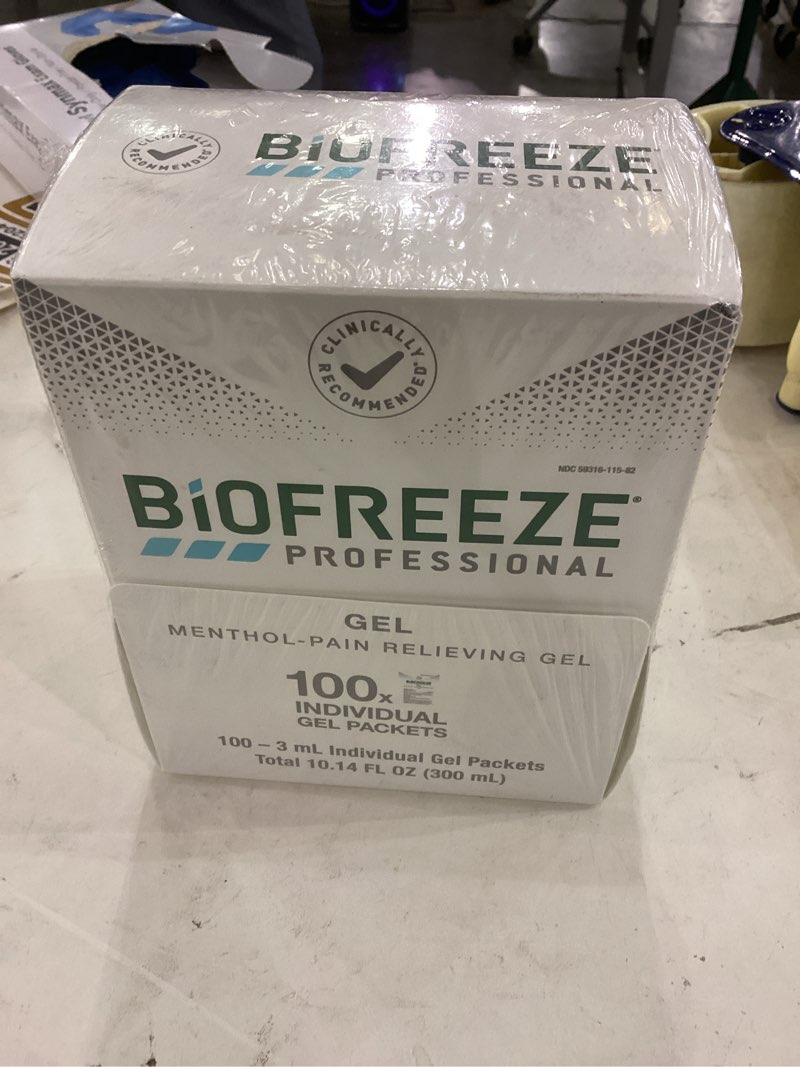 CLINICALLY RECOMMENDED
BiOFREEZE
PROFESSIONAL
CLINICALLY RECOMMENDED®
NDC 59316-115-82
BiOFREEZE®
PROFESSIONAL
GEL
MENTHOL-PAIN RELIEVING GEL
100x
INDIVIDUAL
GEL PACKETS
100 – 3 mL Individual Gel Packets
Total 10.14 FL OZ (300 mL)